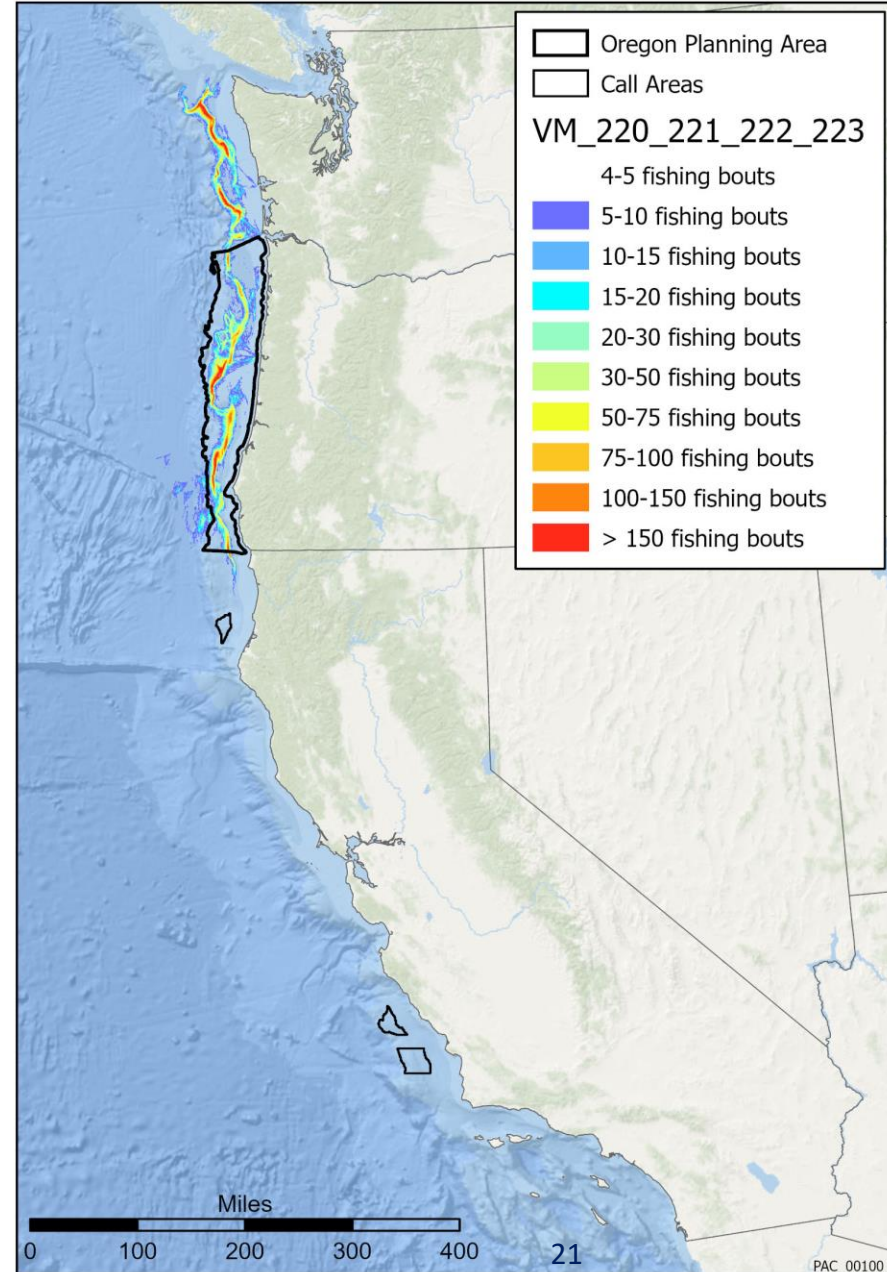 Oregon Planning Area
Call Areas
VM_220_221_222_223
4-5 fishing bouts
5-10 fishing bouts
10-15 fishing bouts
15-20 fishing bouts
20-30 fishing bouts
30-50 fishing bouts
50-75 fishing bouts
75-100 fishing bouts
100-150 fishing bouts
> 150 fishing bouts
Miles
0 100 200 300 400
21
PAC_00100